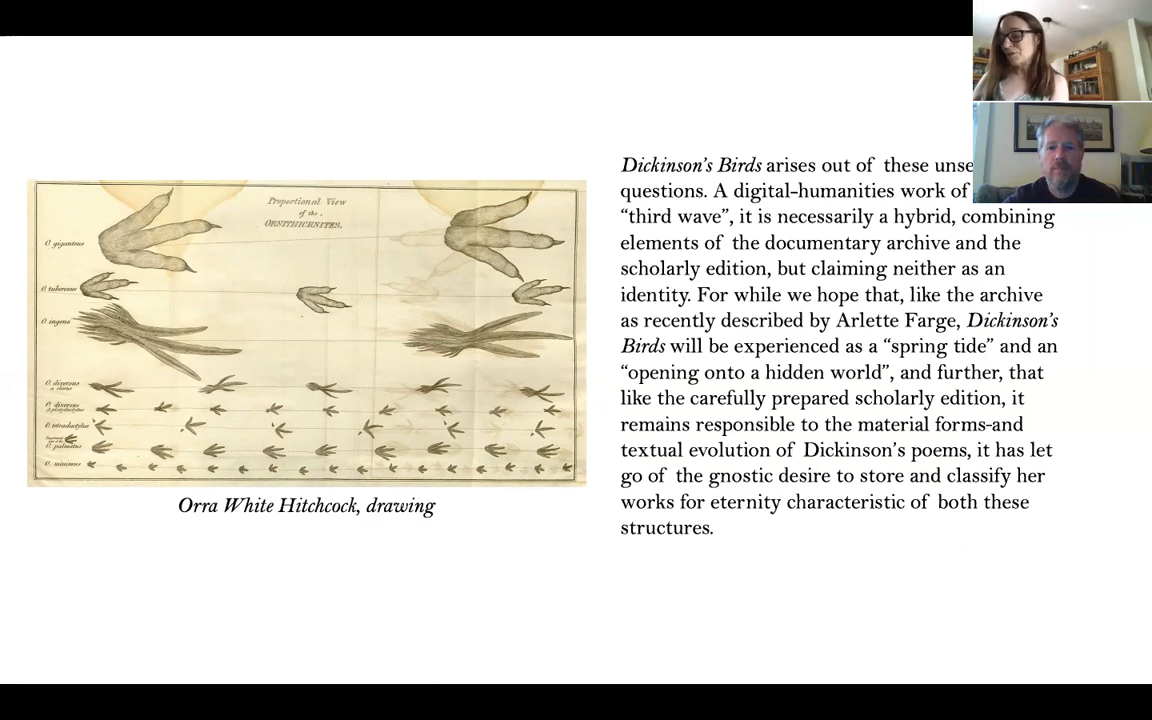 Proportional View
of the
ORNITHICHNITES.
O. giganteus
O. tuberosus
O. ingens
O. diversus
O. diversus
O. tetradactylus
O. palmatus
O. minimus
Orra White Hitchcock, drawing
Dickinson's Birds arises out of these unse
questions. A digital-humanities work of
“third wave”, it is necessarily a hybrid, combining
elements of the documentary archive and the
scholarly edition, but claiming neither as an
identity. For while we hope that, like the archive
as recently described by Arlette Farge, Dickinson's
Birds will be experienced as a “spring tide” and an
“opening onto a hidden world”, and further, that
like the carefully prepared scholarly edition, it
remains responsible to the material forms-and
textual evolution of Dickinson's poems, it has let
go of the gnostic desire to store and classify her
works for eternity characteristic of both these
structures.